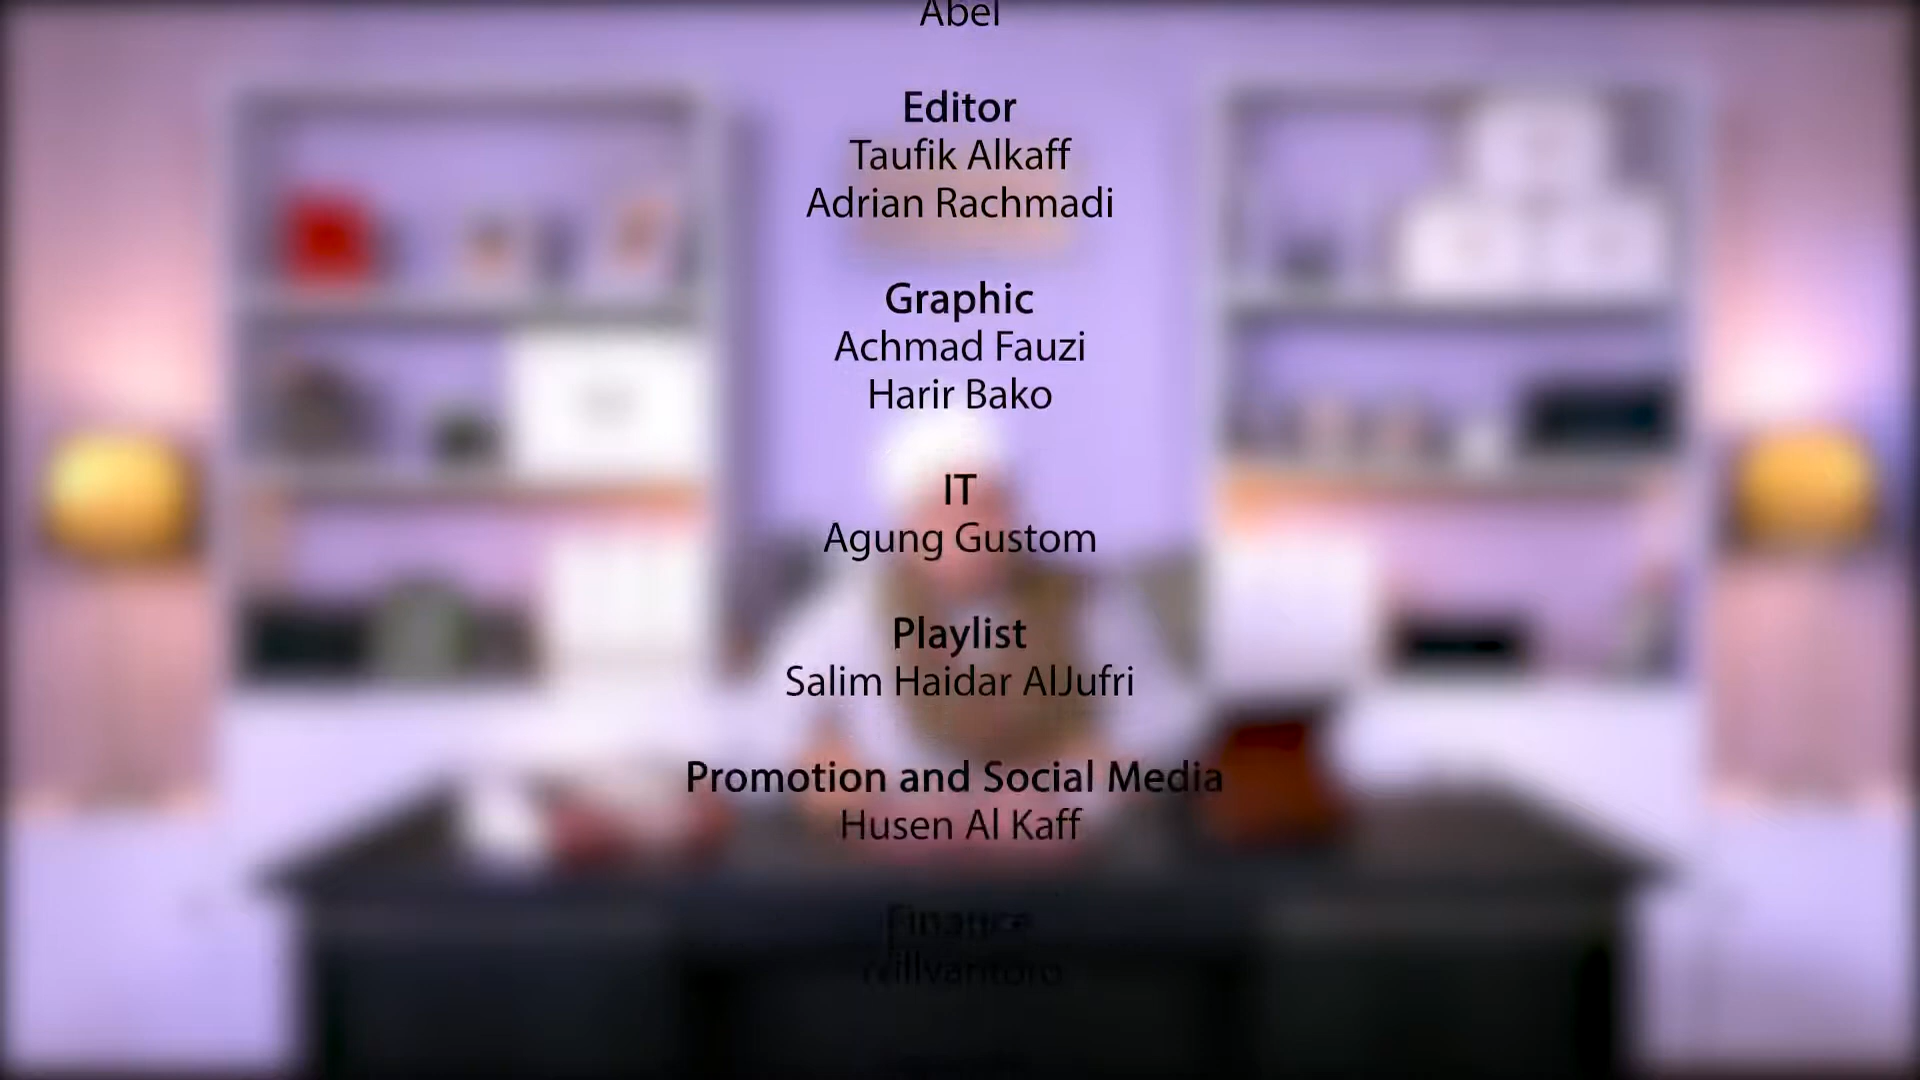 Abel
Editor
Taufik Alkaff
Adrian Rachmadi
Graphic
Achmad Fauzi
Harir Bako
IT
Agung Gustom
Playlist
Salim Haidar AlJufri
Promotion and Social Media
Husen Al Kaff
Finance